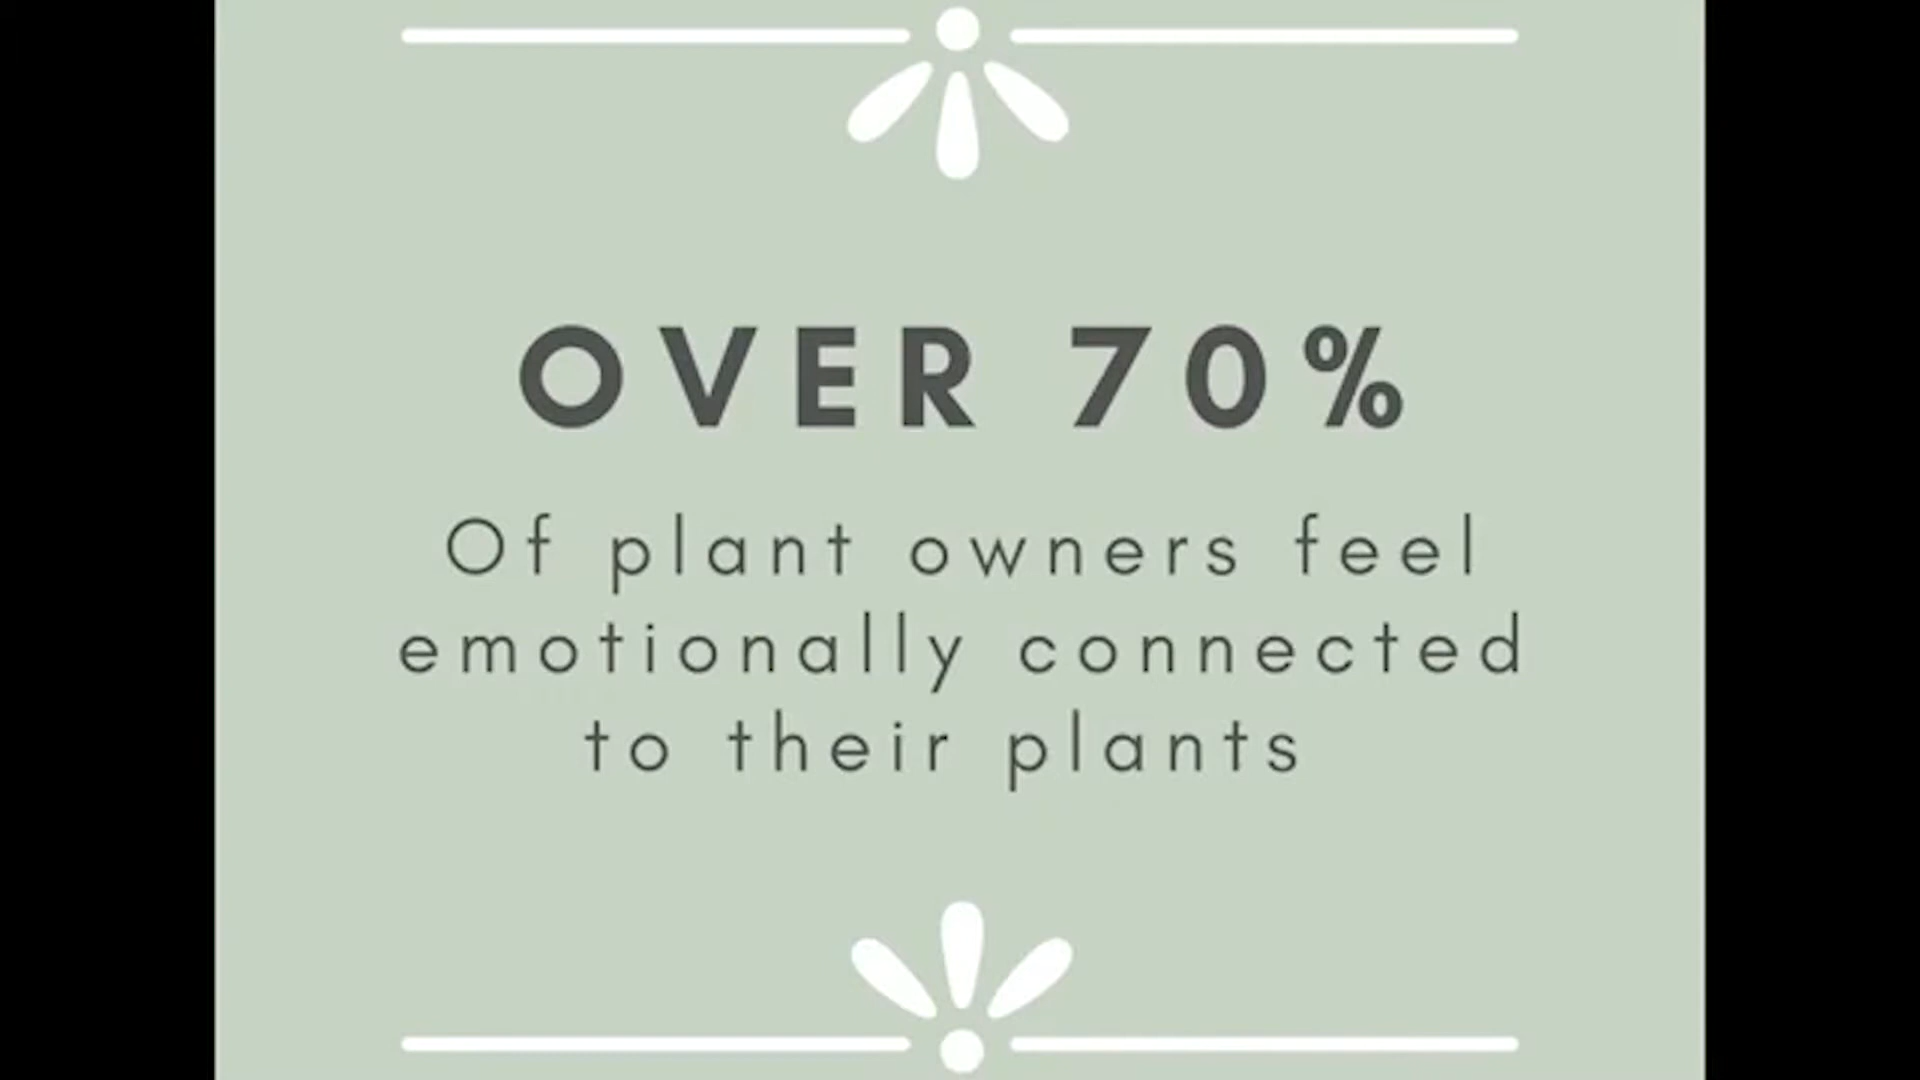 OVER 70%
Of plant owners feel
emotionally connected
to their plants